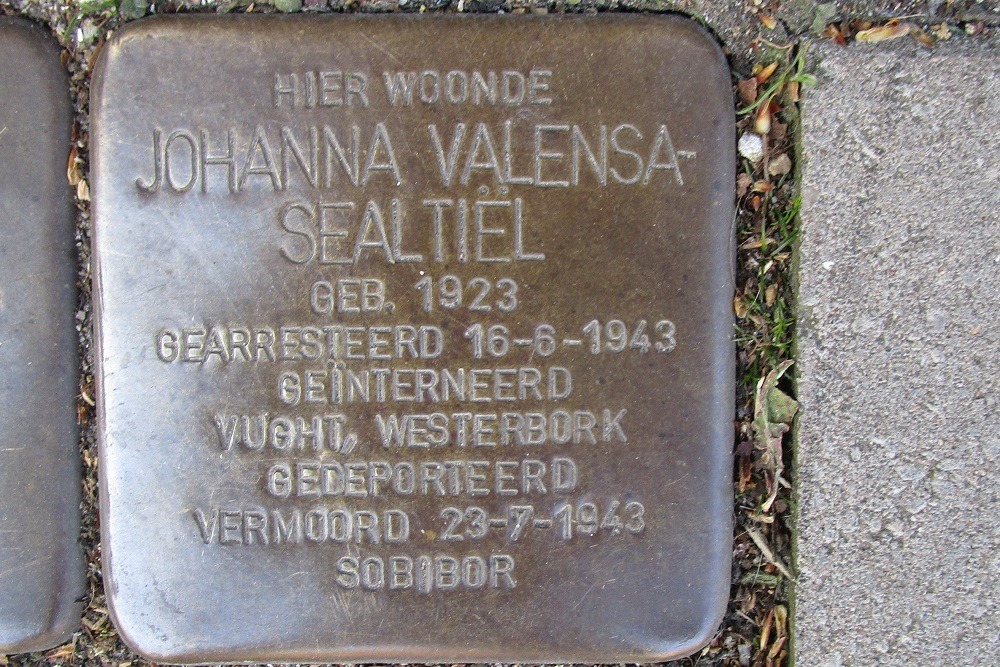 HIER WOONDE
JOHANNA VALENSA-
SEALTIËL
GEB. 1923
GEARRESTEERD 16-6-1943
GEÏNTERNEERD
VUGHT, WESTERBORK
GEDEPORTEERD
VERMOORD 23-7-1943
SOBIBOR